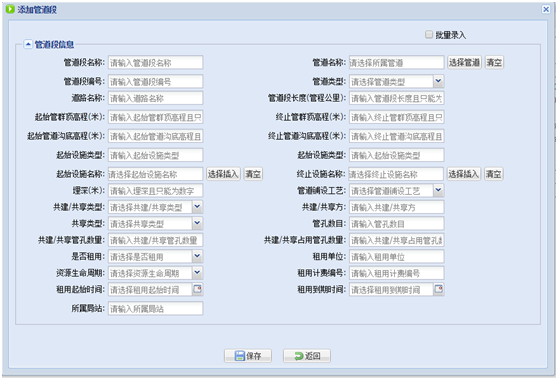 添加管道段
批量录入
管道段信息
管道段名称: 请输入管道段名称 管道名称: 请选择所属管道 选择管道 清空
管道段编号: 请输入管道段编号 管道类型: 请选择管道类型
道路名称: 请输入道路名称 管道段长度(管程公里): 请输入管道段长度且只能为
起始管群顶高程(米): 请输入起始管群顶高程且只 终止管群顶高程(米): 请输入终止管群顶高程且只
起始管道沟底高程(米): 请输入起始管道沟底高程且 终止管道沟底高程(米): 请输入终止管道沟底高程且
起始设施类型: 请输入起始设施类型 起始设施类型: 请输入起始设施类型
起始设施名称: 请选择起始设施名称 选择插入 清空 终止设施名称: 请选择终止设施名称 选择插入 清空
埋深(米): 请输入埋深且只能为数字 管道铺设工艺: 请选择管道铺设工艺
共建/共享类型: 请选择共建/共享类型 共建/共享方: 请输入共建/共享方
共享类型: 请选择共享类型 管孔数目: 请输入管孔数目
共建/共享管孔数量: 请输入共建/共享管孔数量 共建/共享占用管孔数量: 请输入共建/共享占用管孔数
是否租用: 请选择是否租用 租用单位: 请输入租用单位
资源生命周期: 请选择资源生命周期 租用计费编号: 请输入租用计费编号
租用起始时间: 请选择租用起始时间 租用到期时间: 请选择租用到期时间
所属局站: 请输入所属局站
保存 返回